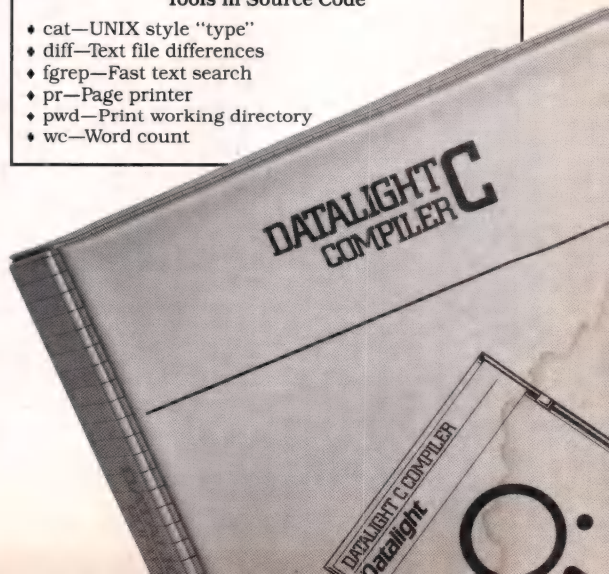 Tools in Source Code
♦ cat—UNIX style “type”
♦ diff—Text file differences
♦ fgrep—Fast text search
♦ pr—Page printer
♦ pwd—Print working directory
♦ wc—Word count
DATALIGHT C
COMPILER
DATALIGHT C COMPILER
Datalight